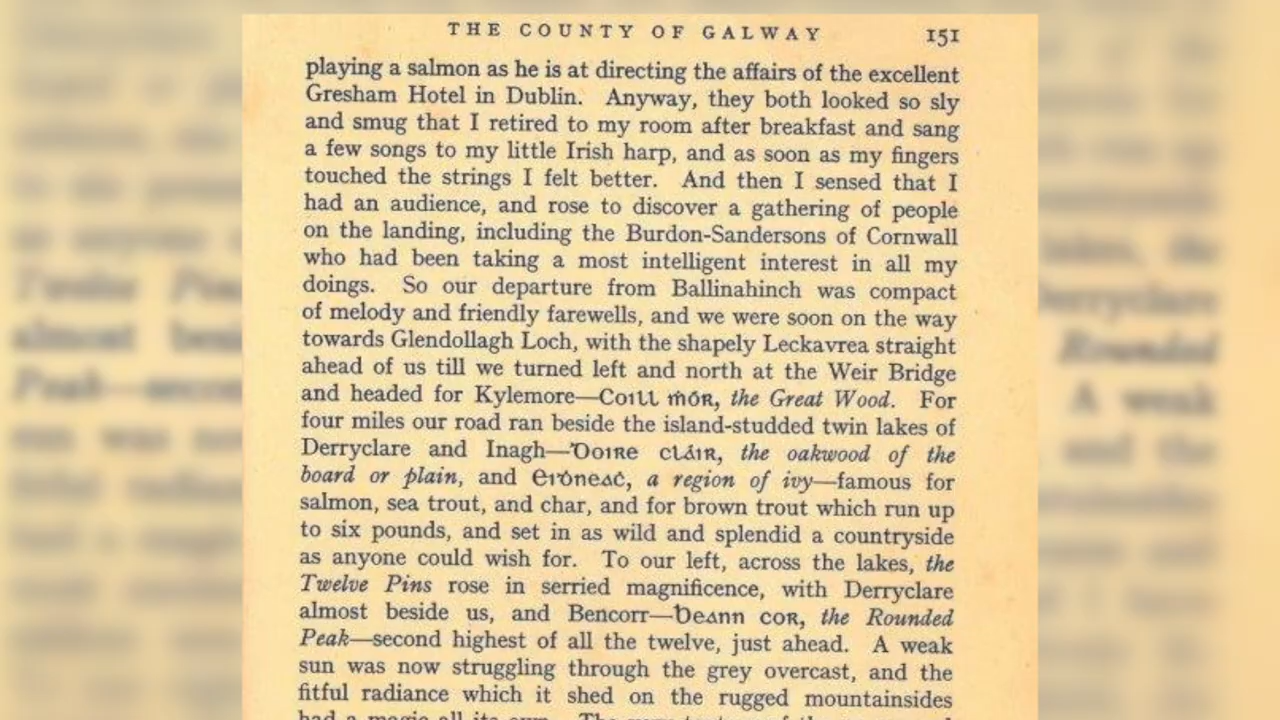 THE COUNTY OF GALWAY 151
playing a salmon as he is at directing the affairs of the excellent
Gresham Hotel in Dublin. Anyway, they both looked so sly
and smug that I retired to my room after breakfast and sang
a few songs to my little Irish harp, and as soon as my fingers
touched the strings I felt better. And then I sensed that I
had an audience, and rose to discover a gathering of people
on the landing, including the Burdon-Sandersons of Cornwall
who had been taking a most intelligent interest in all my
doings. So our departure from Ballinahinch was compact
of melody and friendly farewells, and we were soon on the way
towards Glendollagh Loch, with the shapely Leckavrea straight
ahead of us till we turned left and north at the Weir Bridge
and headed for Kylemore—Coill ṁór, the Great Wood. For
four miles our road ran beside the island-studded twin lakes of
Derryclare and Inagh—Doire cláir, the oakwood of the
board or plain, and Eiḋneaċ, a region of ivy—famous for
salmon, sea trout, and char, and for brown trout which run up
to six pounds, and set in as wild and splendid a countryside
as anyone could wish for. To our left, across the lakes, the
Twelve Pins rose in serried magnificence, with Derryclare
almost beside us, and Bencorr—Beann cor, the Rounded
Peak—second highest of all the twelve, just ahead. A weak
sun was now struggling through the grey overcast, and the
fitful radiance which it shed on the rugged mountainsides
had a magic all its own. The